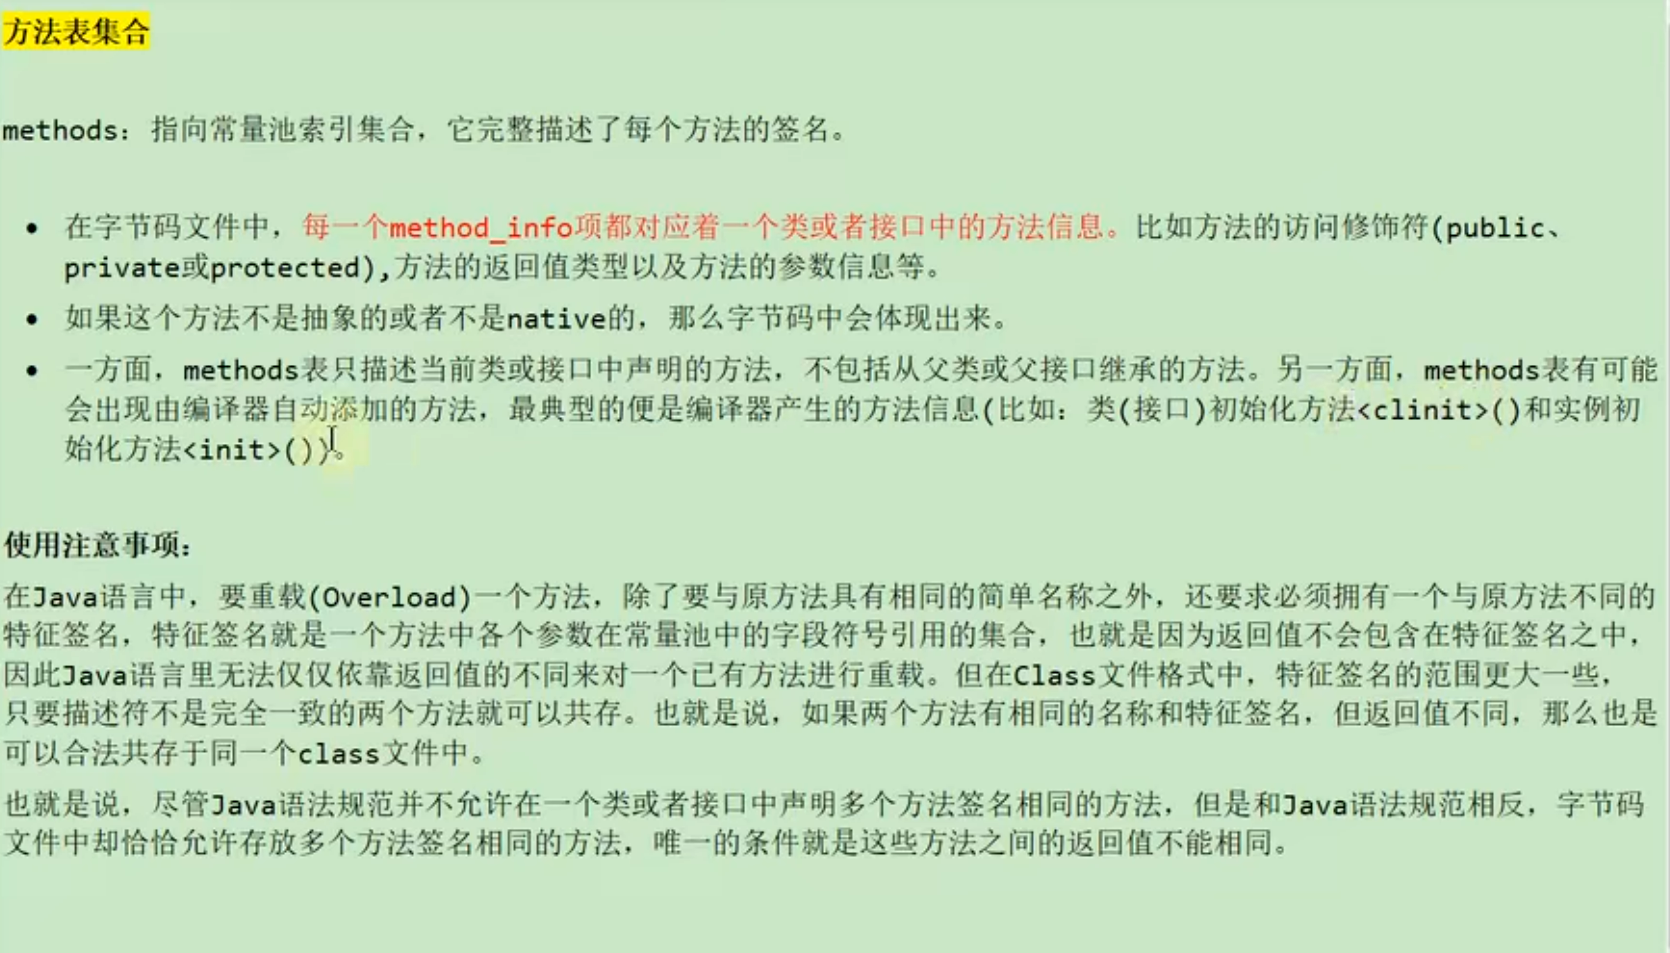 方法表集合
methods：指向常量池索引集合，它完整描述了每个方法的签名。
• 在字节码文件中，每一个method_info项都对应着一个类或者接口中的方法信息。比如方法的访问修饰符(public、
private或protected),方法的返回值类型以及方法的参数信息等。
• 如果这个方法不是抽象的或者不是native的，那么字节码中会体现出来。
• 一方面，methods表只描述当前类或接口中声明的方法，不包括从父类或父接口继承的方法。另一方面，methods表有可能
会出现由编译器自动添加的方法，最典型的便是编译器产生的方法信息(比如：类(接口)初始化方法<clinit>()和实例初
始化方法<init>())。
使用注意事项：
在Java语言中，要重载(Overload)一个方法，除了要与原方法具有相同的简单名称之外，还要求必须拥有一个与原方法不同的
特征签名，特征签名就是一个方法中各个参数在常量池中的字段符号引用的集合，也就是因为返回值不会包含在特征签名之中，
因此Java语言里无法仅仅依靠返回值的不同来对一个已有方法进行重载。但在Class文件格式中，特征签名的范围更大一些，
只要描述符不是完全一致的两个方法就可以共存。也就是说，如果两个方法有相同的名称和特征签名，但返回值不同，那么也是
可以合法共存于同一个class文件中。
也就是说，尽管Java语法规范并不允许在一个类或者接口中声明多个方法签名相同的方法，但是和Java语法规范相反，字节码
文件中却恰恰允许存放多个方法签名相同的方法，唯一的条件就是这些方法之间的返回值不能相同。